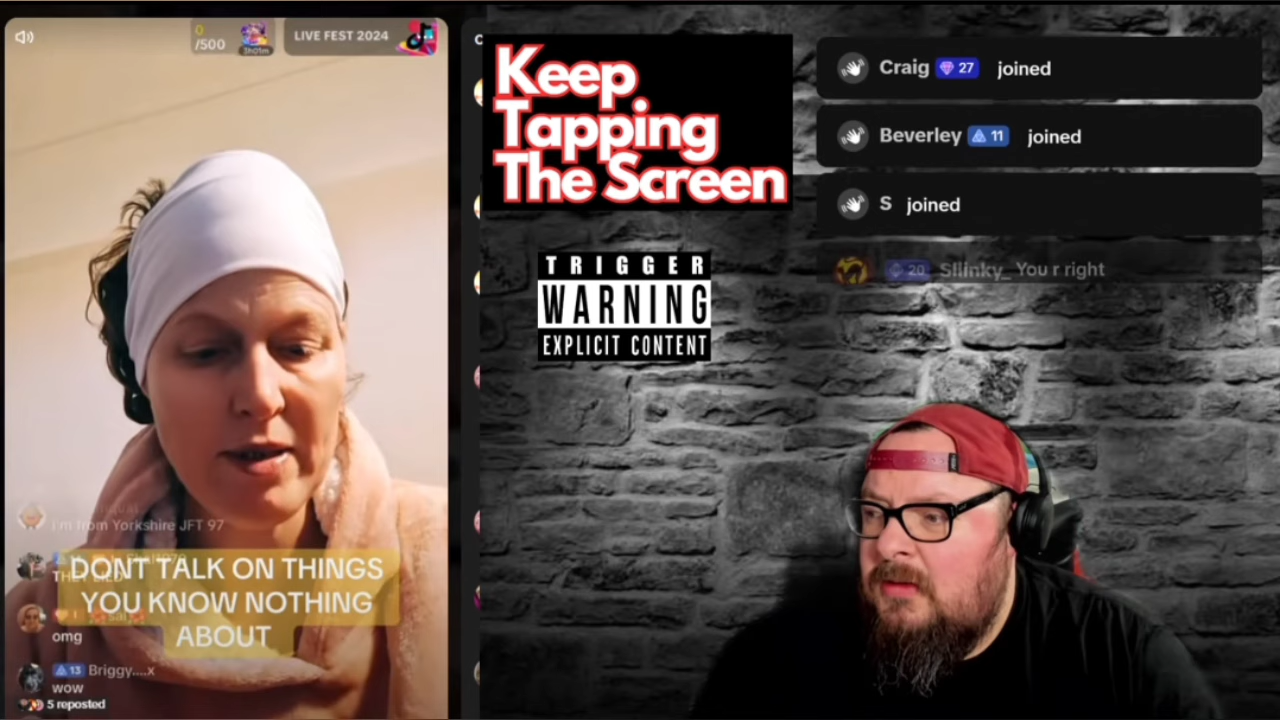 0
/500
3h01m
LIVE FEST 2024
I'm from Yorkshire JFT 97
DONT TALK ON THINGS
YOU KNOW NOTHING
ABOUT
omg
13 Briggy....x
wow
5 reposted
Keep
Tapping
The Screen
TRIGGER
WARNING
EXPLICIT CONTENT
Craig 27 joined
Beverley 11 joined
S joined
20 Sllinky_ You r right